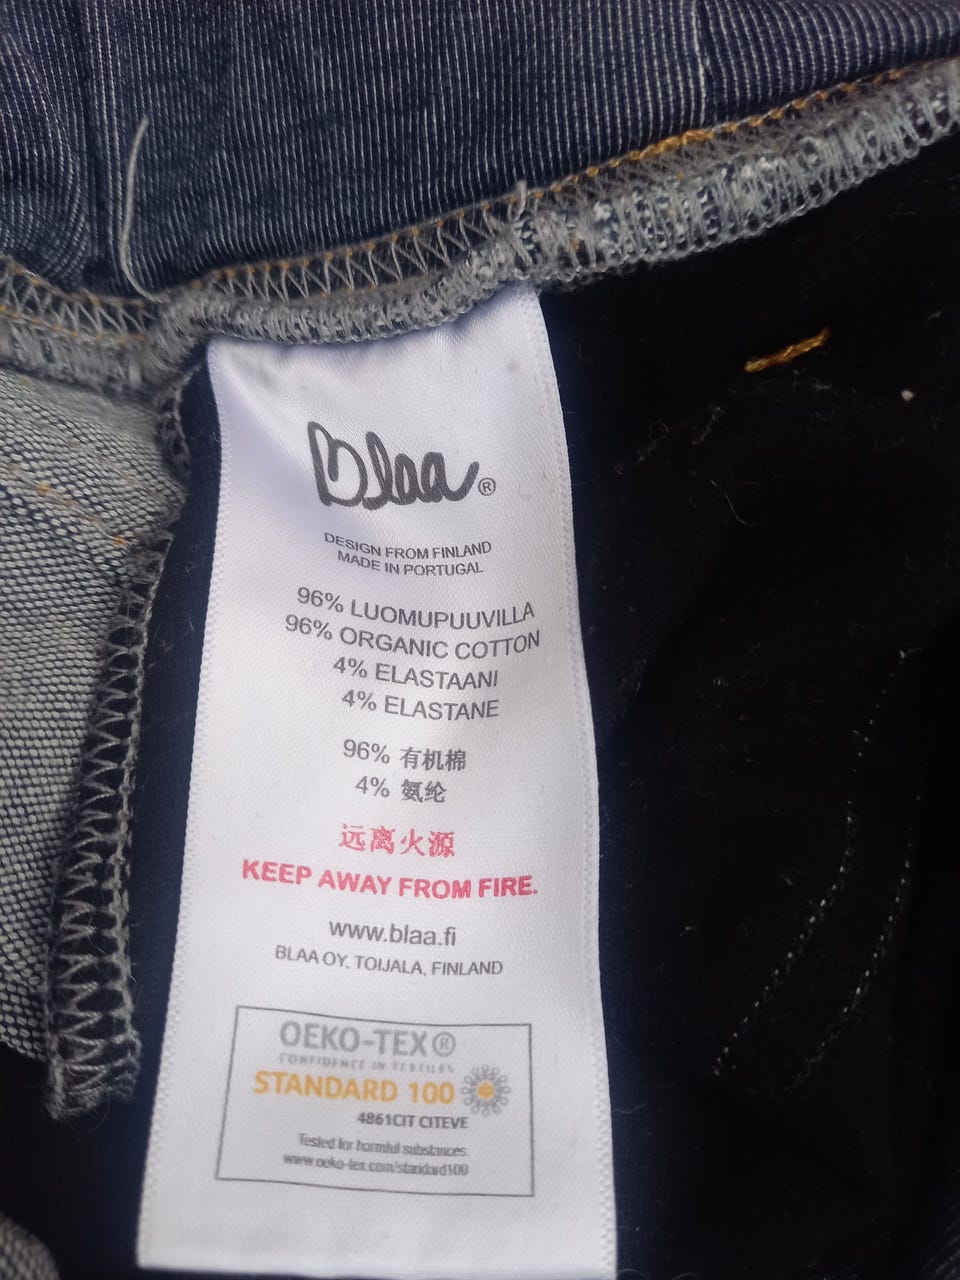 Blaa®
DESIGN FROM FINLAND
MADE IN PORTUGAL
96% LUOMUPUUVILLA
96% ORGANIC COTTON
4% ELASTAANI
4% ELASTANE
96% 有机棉
4% 氨纶
远离火源
KEEP AWAY FROM FIRE.
www.blaa.fi
BLAA OY, TOIJALA, FINLAND
OEKO-TEX®
CONFIDENCE IN TEXTILES
STANDARD 100
4861CIT CITEVE
Tested for harmful substances.
www.oeko-tex.com/standard100